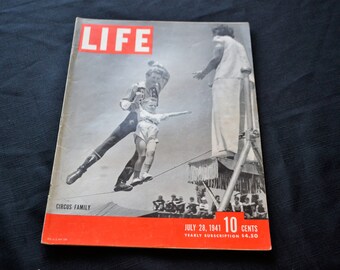 LIFE
CIRCUS FAMILY
JULY 28, 1941 10 CENTS
YEARLY SUBSCRIPTION $4.50